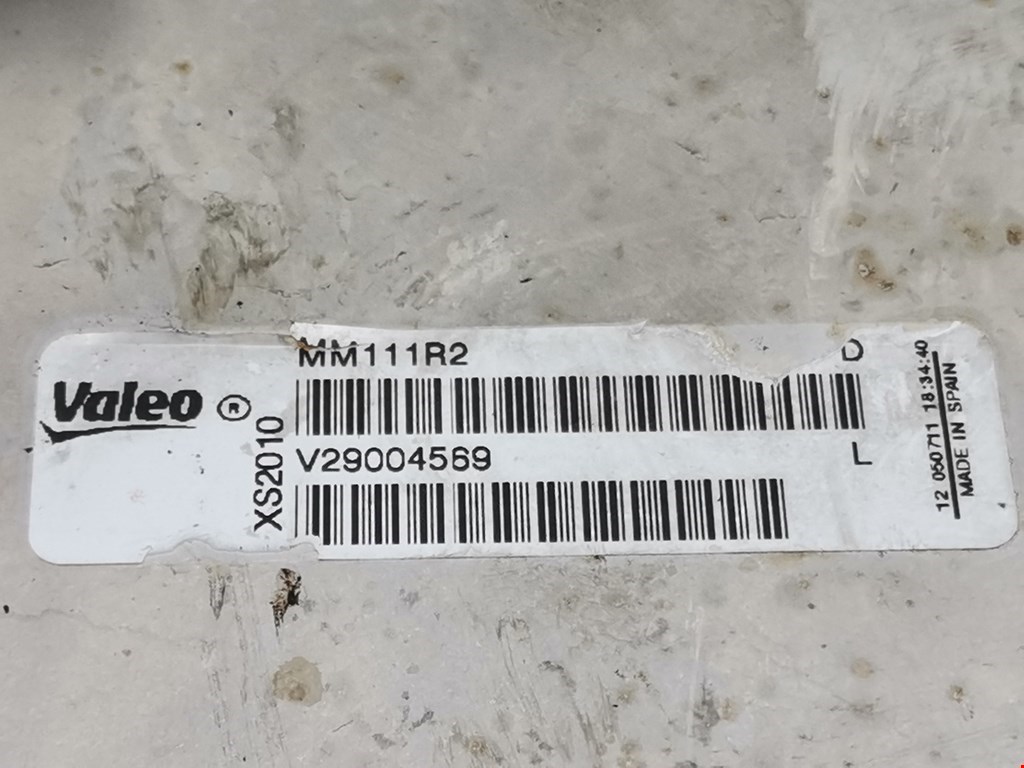 Valeo ®
XS2010
MM111R2
D
V29004569
L
12 050711 18:34:40
MADE IN SPAIN